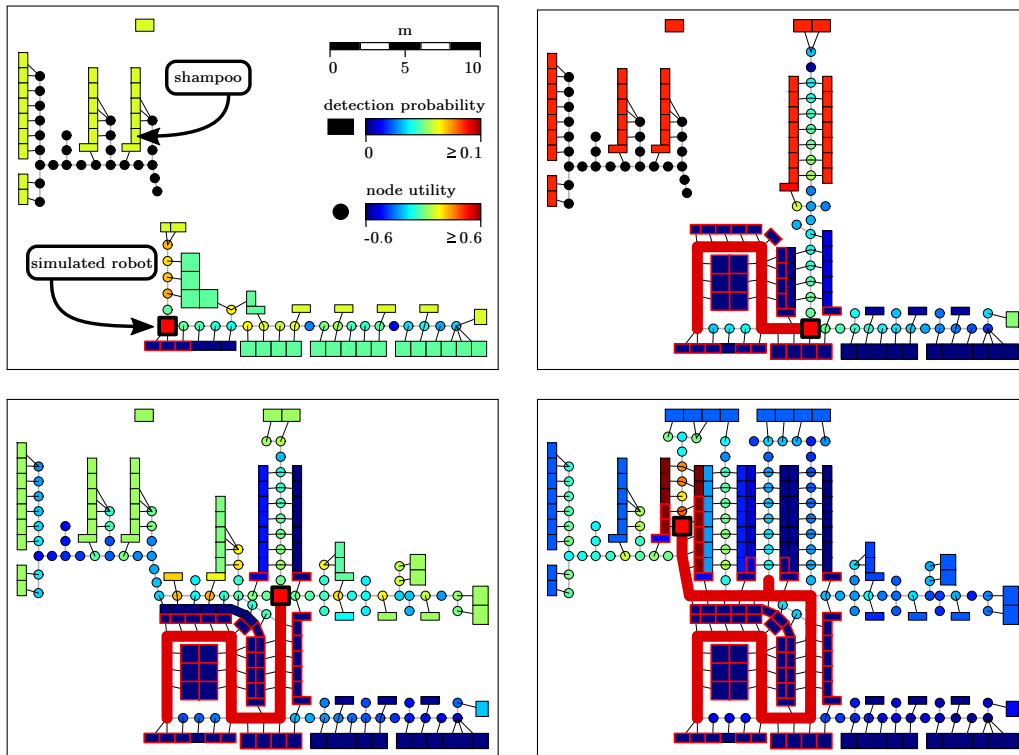 m
0 5 10
shampoo
detection probability
0 ≥0.1
node utility
-0.6 ≥0.6
simulated robot